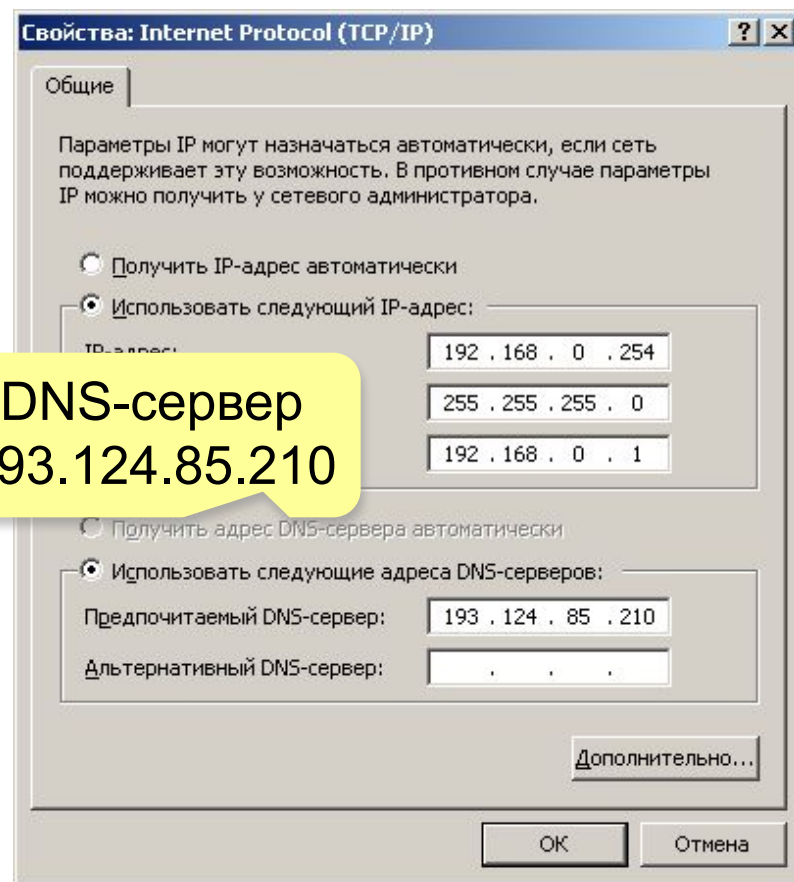 Свойства: Internet Protocol (TCP/IP)
Общие
Параметры IP могут назначаться автоматически, если сеть
поддерживает эту возможность. В противном случае параметры
IP можно получить у сетевого администратора.
Получить IP-адрес автоматически
Использовать следующий IP-адрес:
IP-адрес: 192 . 168 . 0 . 254
255 . 255 . 255 . 0
192 . 168 . 0 . 1
DNS-сервер
93.124.85.210
Получить адрес DNS-сервера автоматически
Использовать следующие адреса DNS-серверов:
Предпочитаемый DNS-сервер: 193 . 124 . 85 . 210
Альтернативный DNS-сервер: . . .
Дополнительно...
ОК Отмена